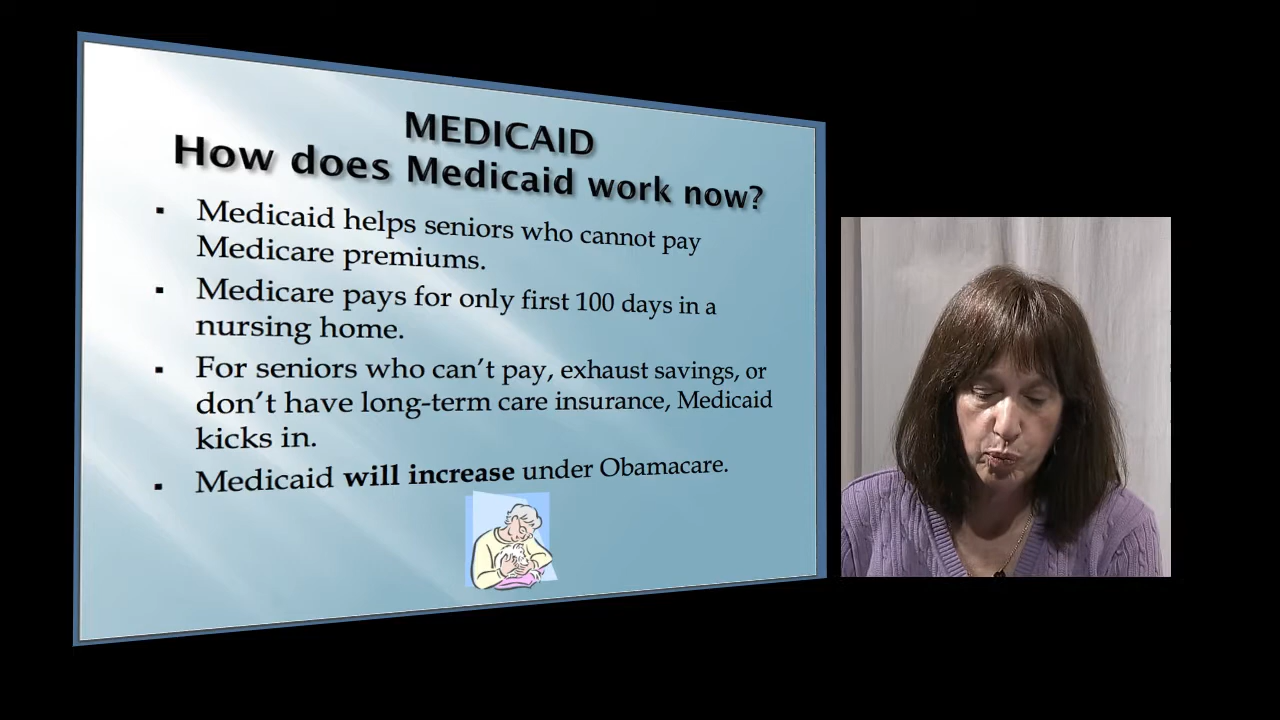 MEDICAID
How does Medicaid work now?
▪ Medicaid helps seniors who cannot pay
Medicare premiums.
▪ Medicare pays for only first 100 days in a
nursing home.
▪ For seniors who can’t pay, exhaust savings, or
don’t have long-term care insurance, Medicaid
kicks in.
▪ Medicaid will increase under Obamacare.